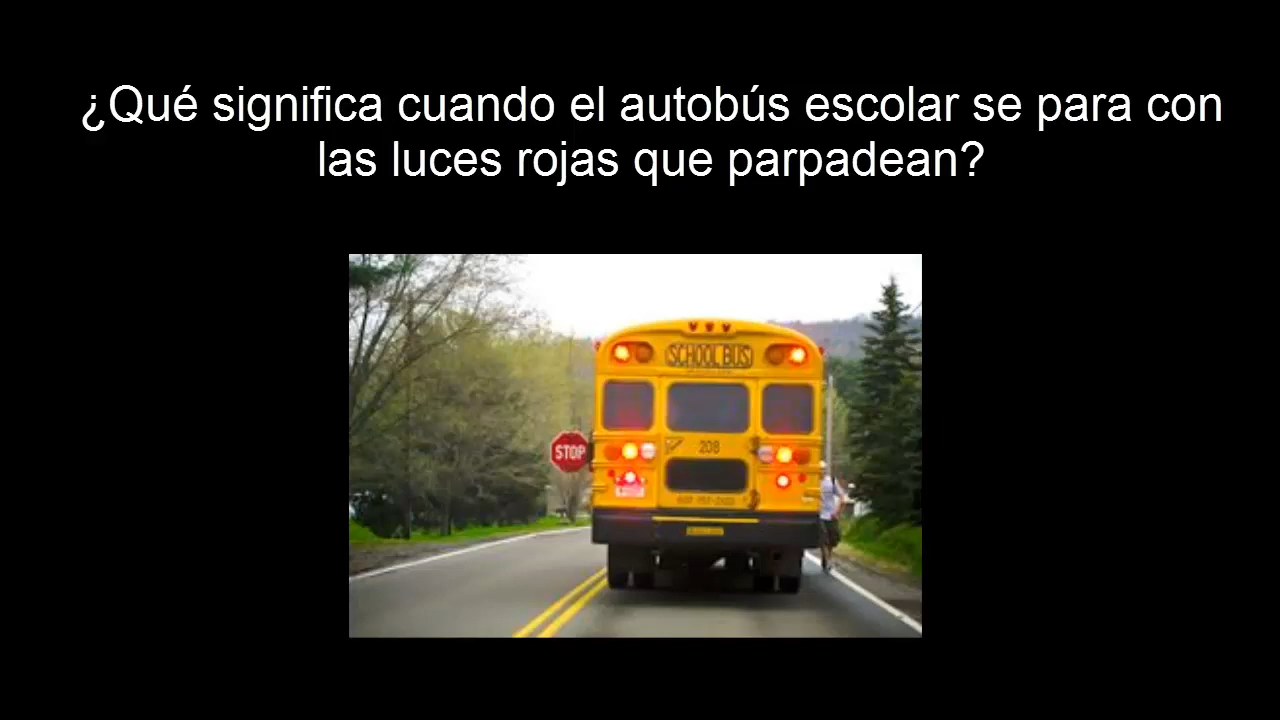 ¿Qué significa cuando el autobús escolar se para con
las luces rojas que parpadean?
SCHOOL BUS
STOP
208